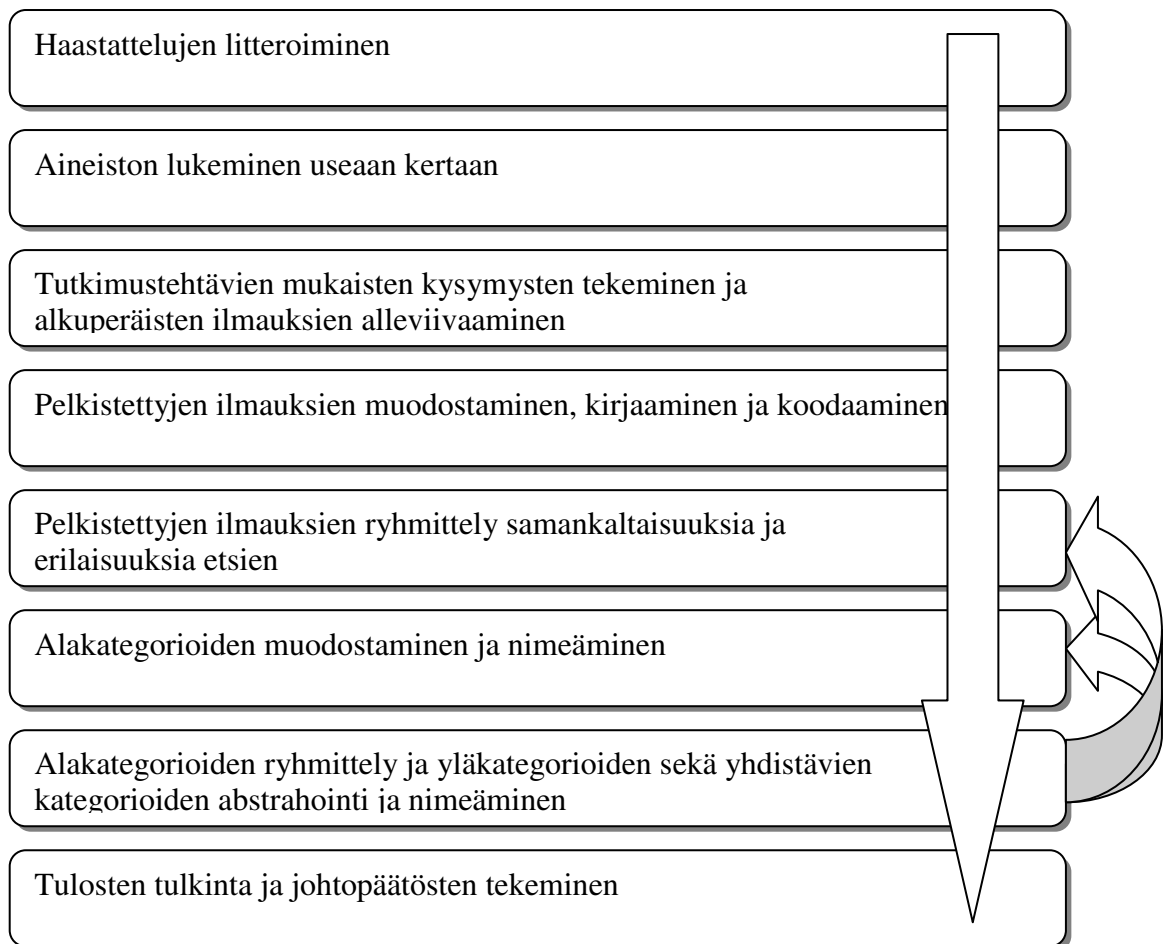 Haastattelujen litteroiminen
Aineiston lukeminen useaan kertaan
Tutkimustehtävien mukaisten kysymysten tekeminen ja
alkuperäisten ilmauksien alleviivaaminen
Pelkistettyjen ilmauksien muodostaminen, kirjaaminen ja koodaaminen
Pelkistettyjen ilmauksien ryhmittely samankaltaisuuksia ja
erilaisuuksia etsien
Alakategorioiden muodostaminen ja nimeäminen
Alakategorioiden ryhmittely ja yläkategorioiden sekä yhdistävien
kategorioiden abstrahointi ja nimeäminen
Tulosten tulkinta ja johtopäätösten tekeminen